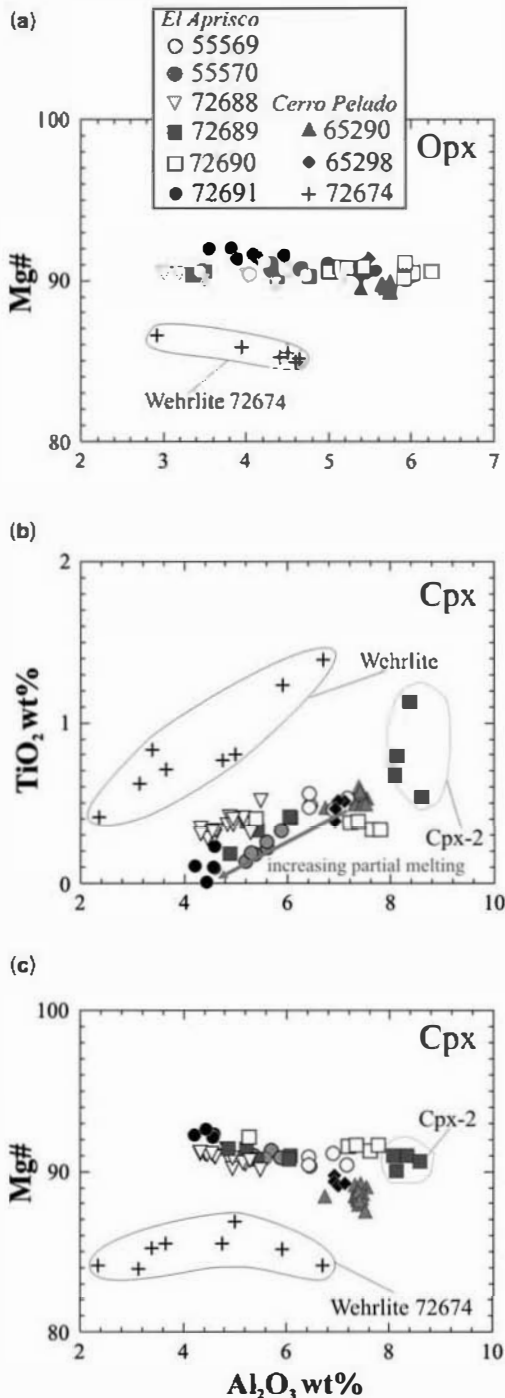 (a)
El Aprisco
55569
55570
72688 Cerro Pelado
72689 65290
72690 65298
72691 72674
100
90
80
Mg#
Opx
Wehrlite 72674
3 4 5 6 7
(b)
2
1
0
TiO2 wt%
Cpx
Wehrlite
Cpx-2
increasing partial melting
2 4 6 8 10
(c)
100
90
80
Mg#
Cpx
Cpx-2
Wehrlite 72674
2 4 6 8 10
Al2O3 wt%